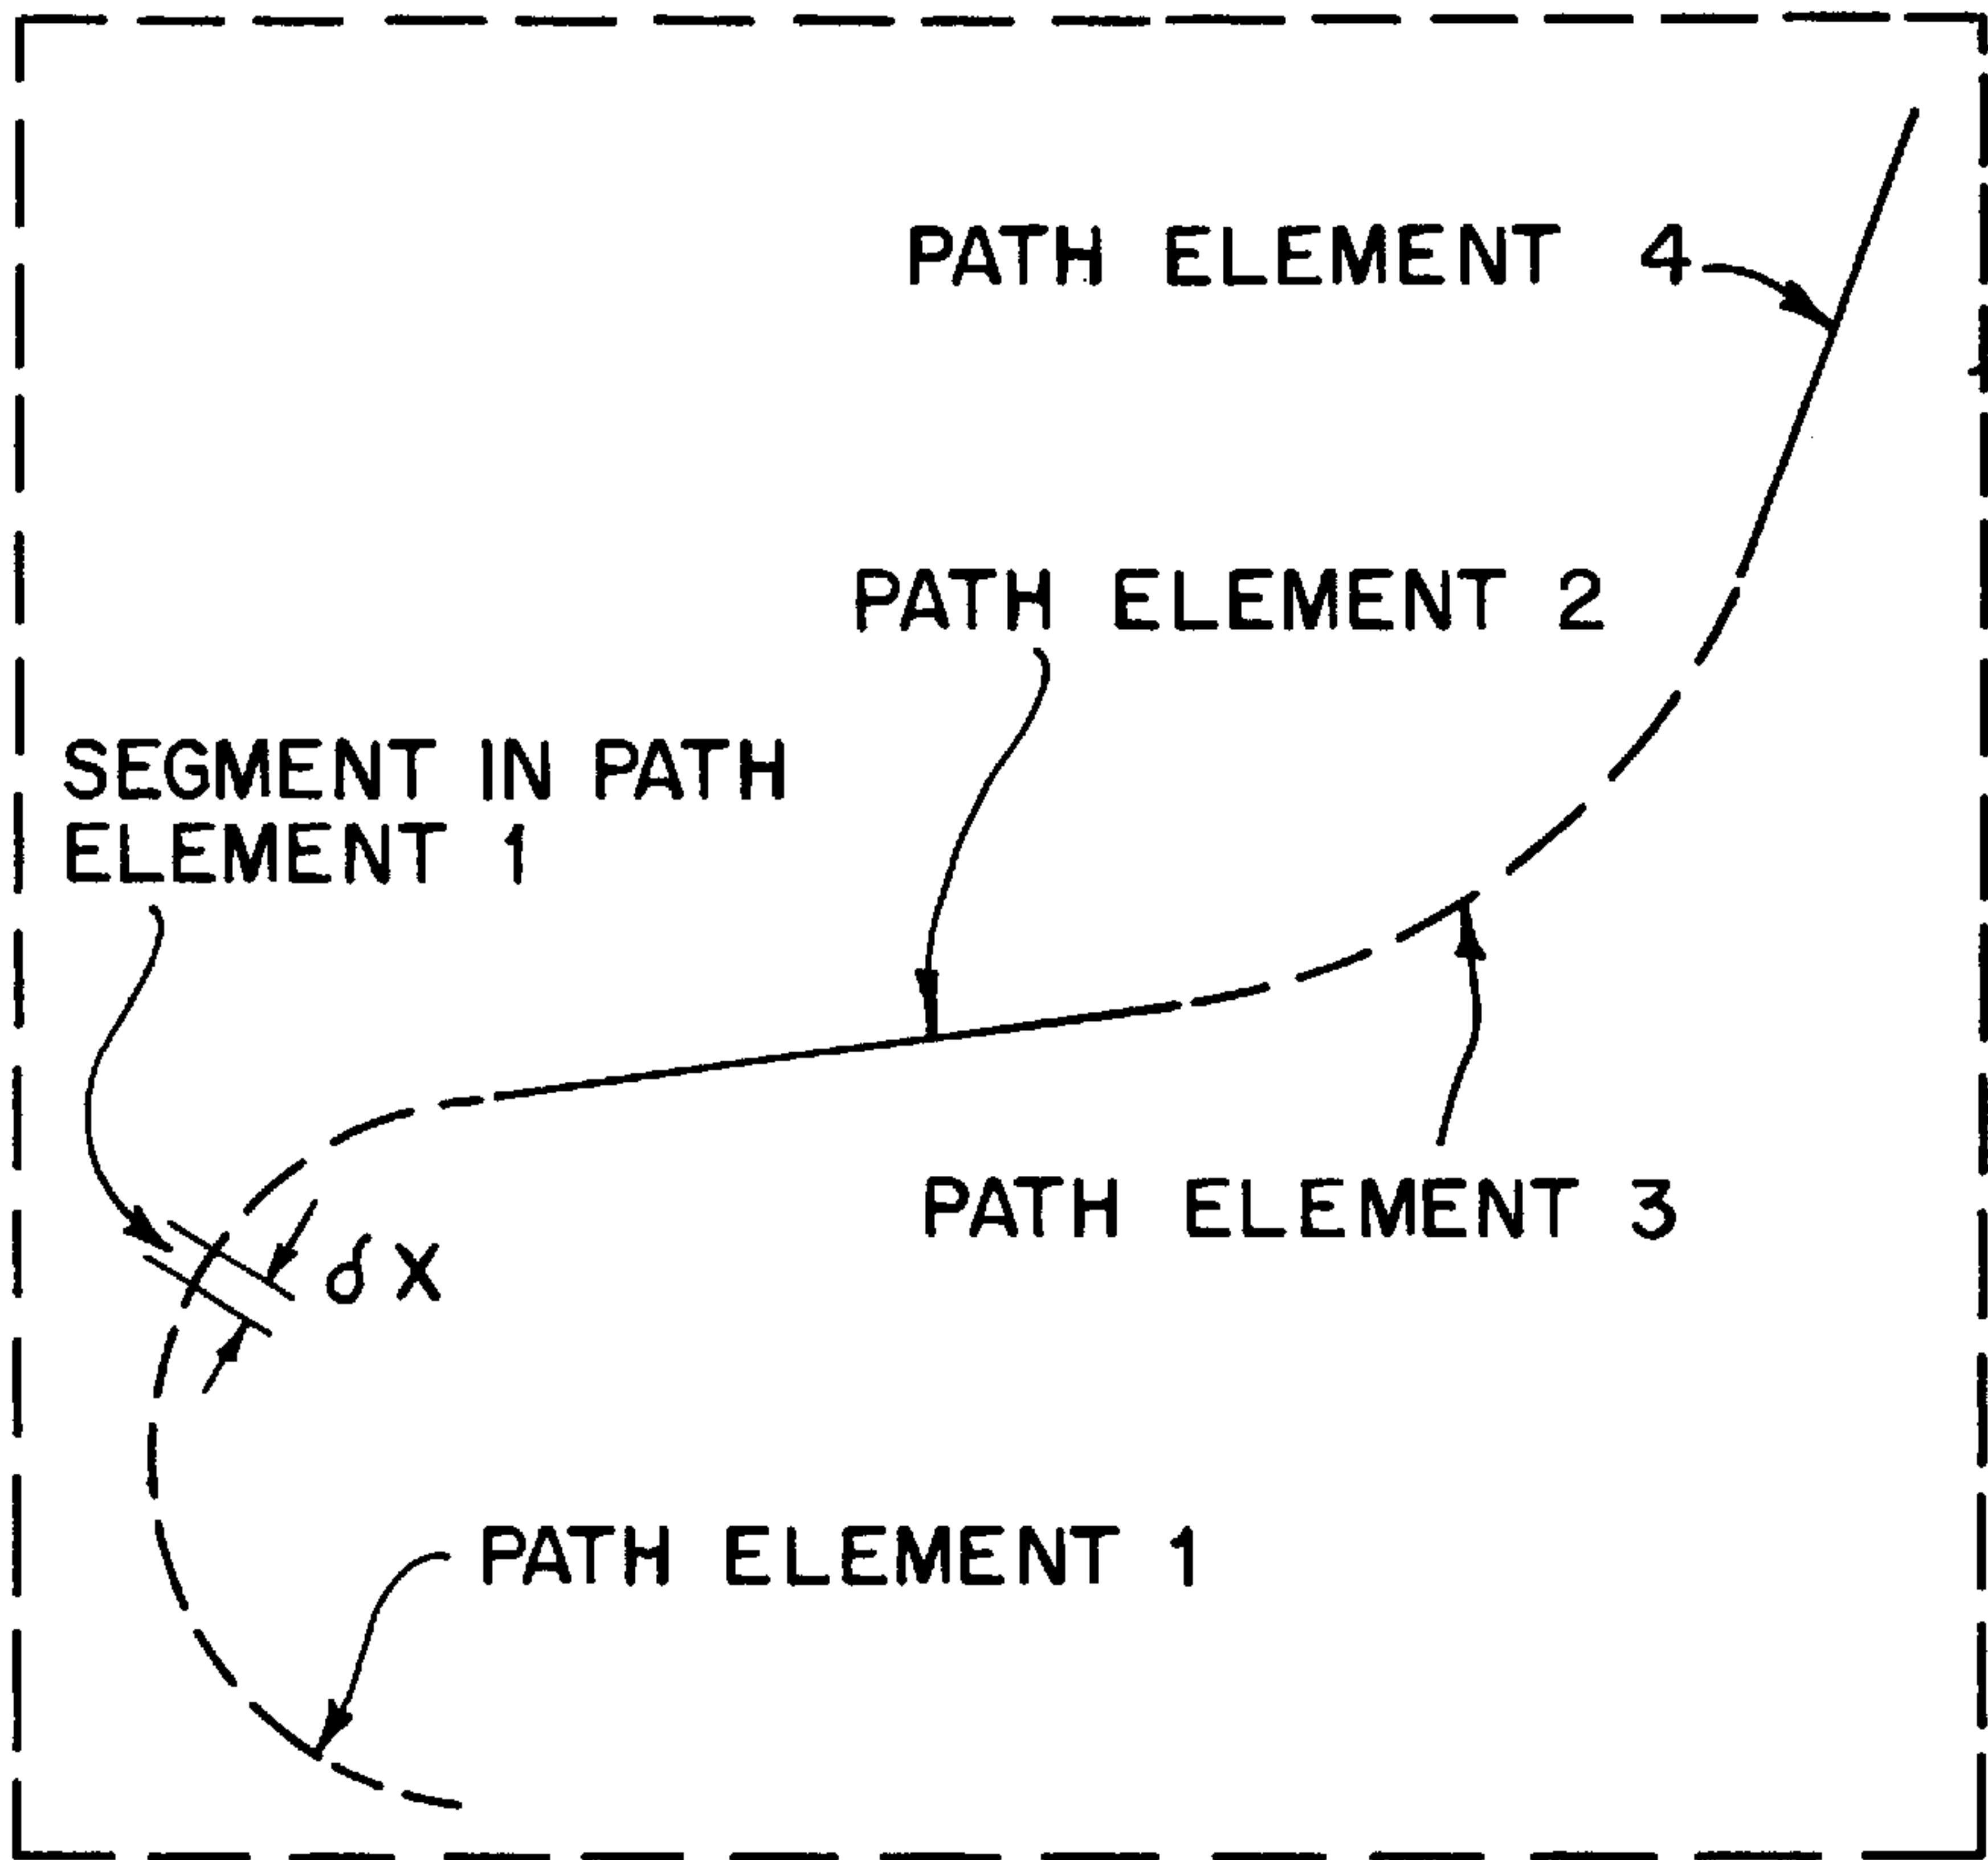 PATH ELEMENT 4
PATH ELEMENT 2
SEGMENT IN PATH
ELEMENT 1
PATH ELEMENT 3
δX
PATH ELEMENT 1